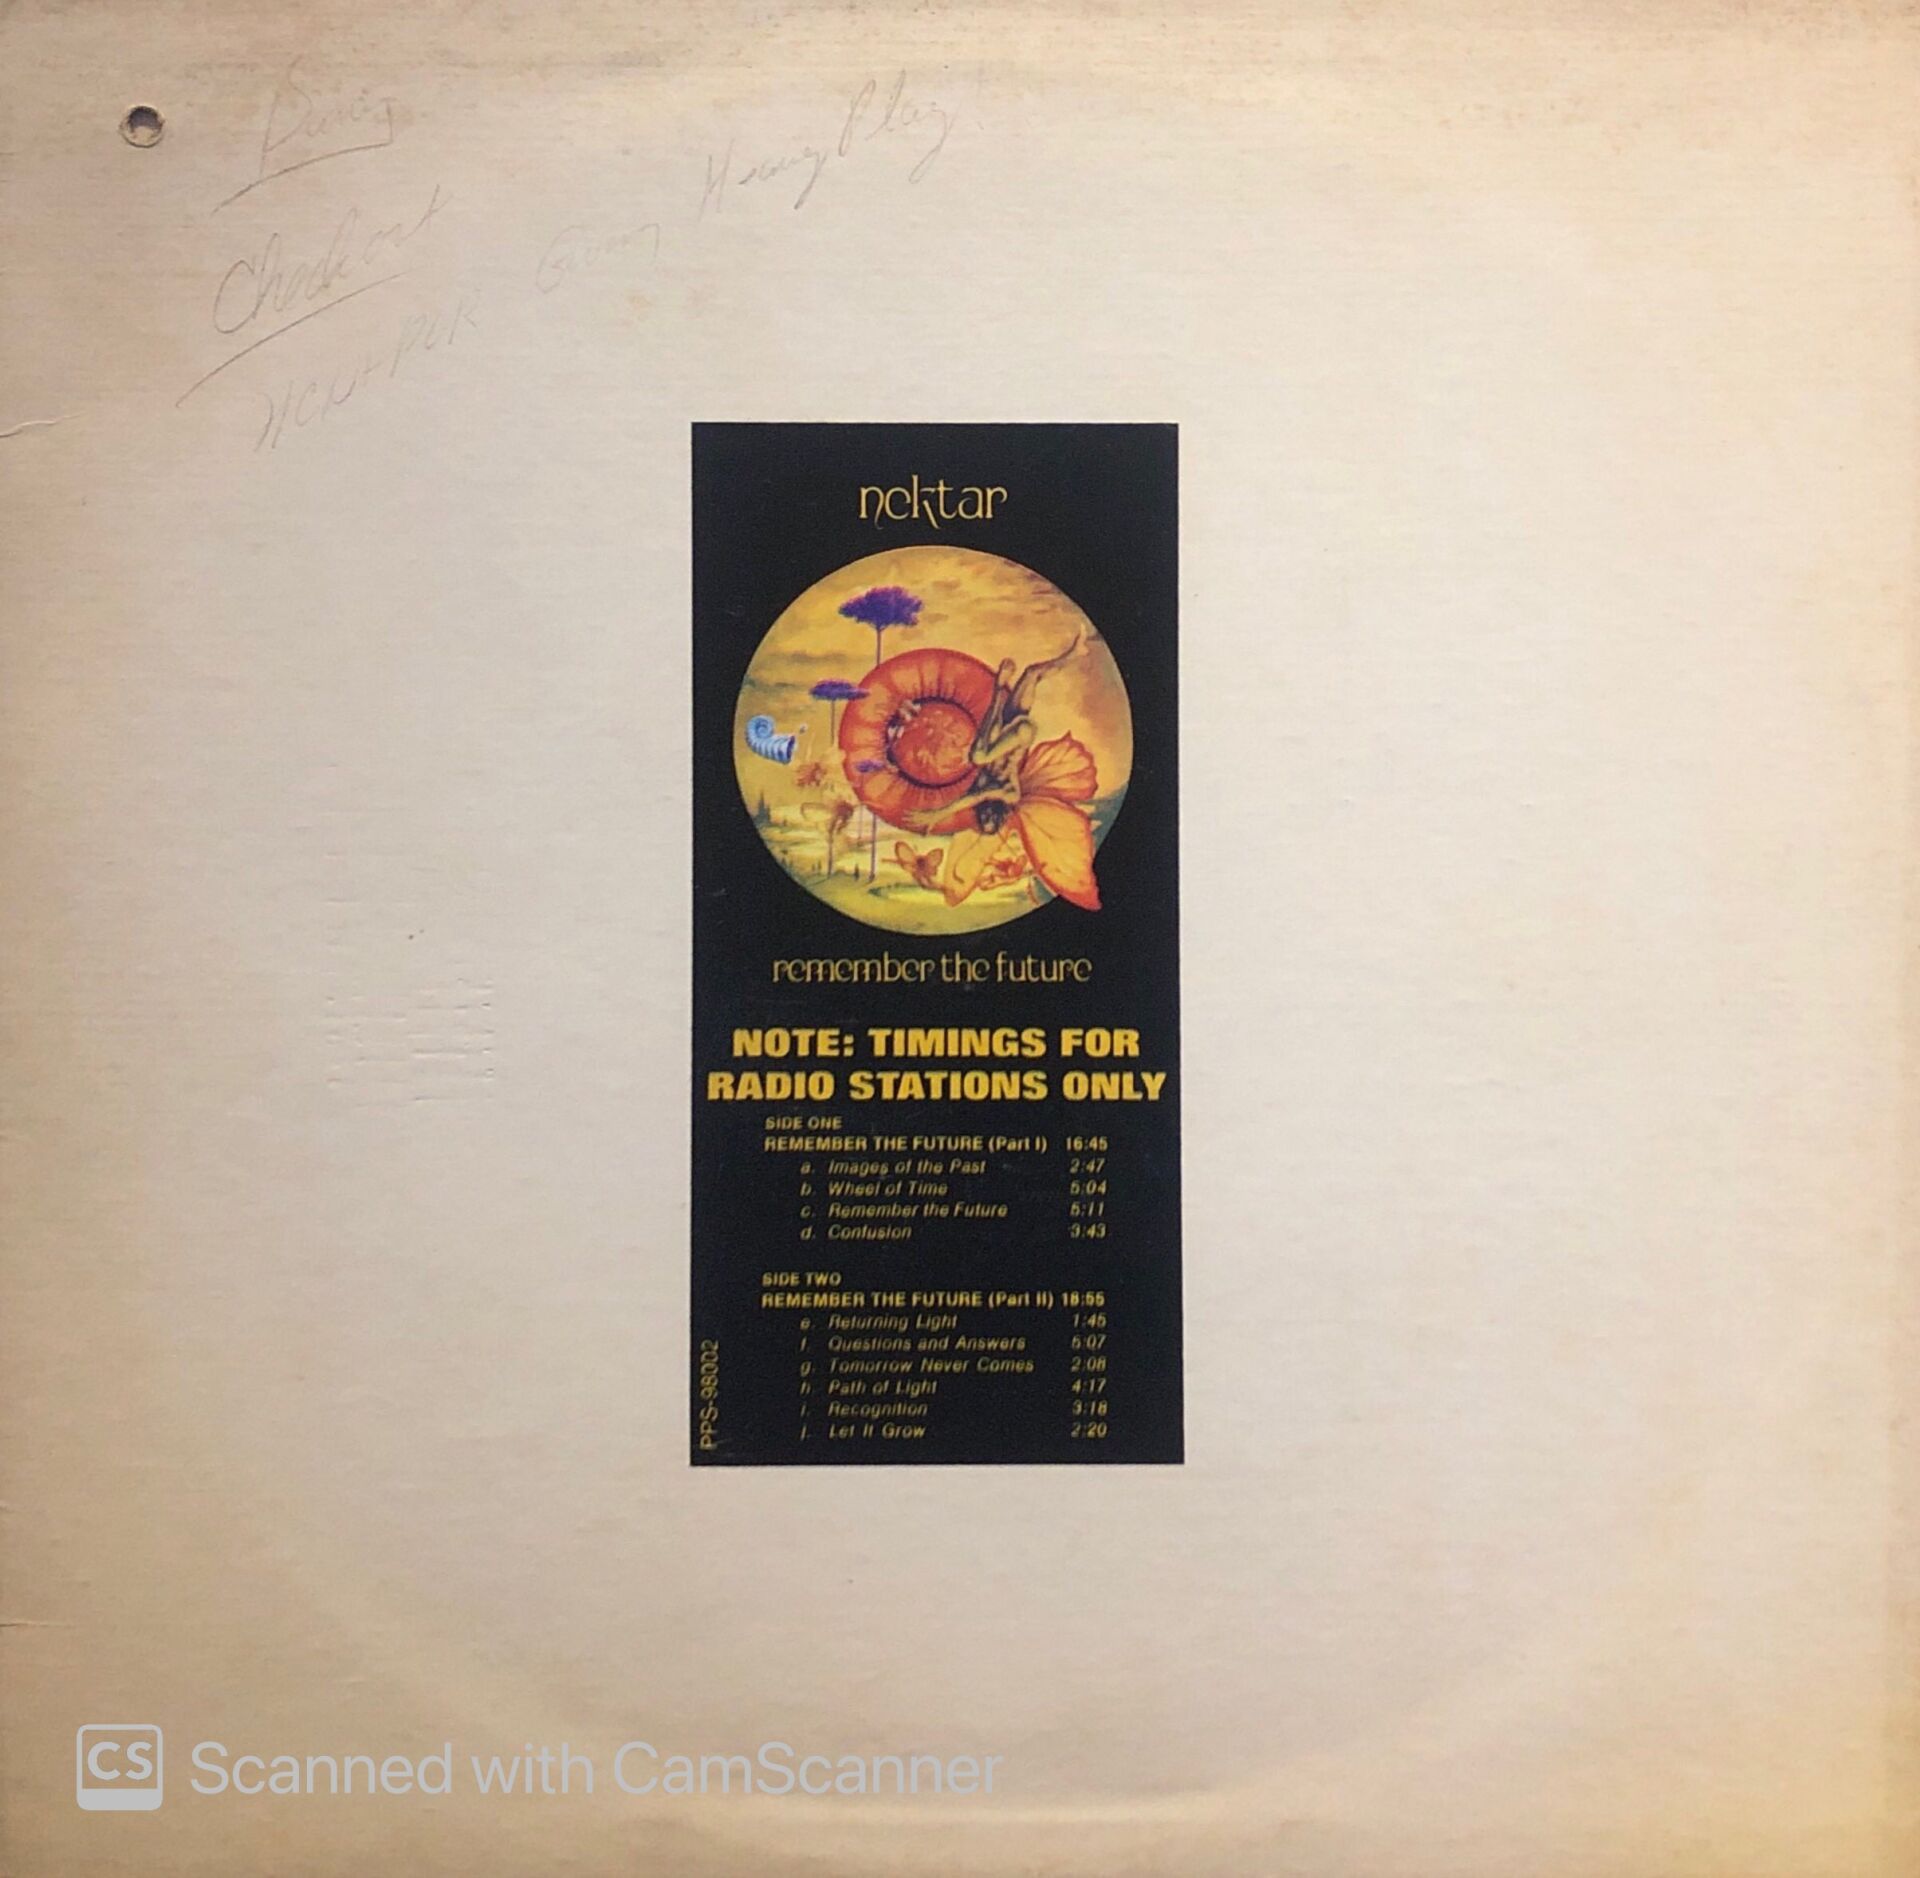 Checkout
Heavy Play!
nektar
remember the future
NOTE: TIMINGS FOR
RADIO STATIONS ONLY
SIDE ONE
REMEMBER THE FUTURE (Part I) 16:45
a. Images of the Past 2:47
b. Wheel of Time 5:04
c. Remember the Future 5:11
d. Confusion 3:43
SIDE TWO
REMEMBER THE FUTURE (Part II) 18:55
e. Returning Light 1:45
f. Questions and Answers 5:07
g. Tomorrow Never Comes 2:08
h. Path of Light 4:17
i. Recognition 3:18
j. Let It Grow 2:20
PPS-98002
CS Scanned with CamScanner